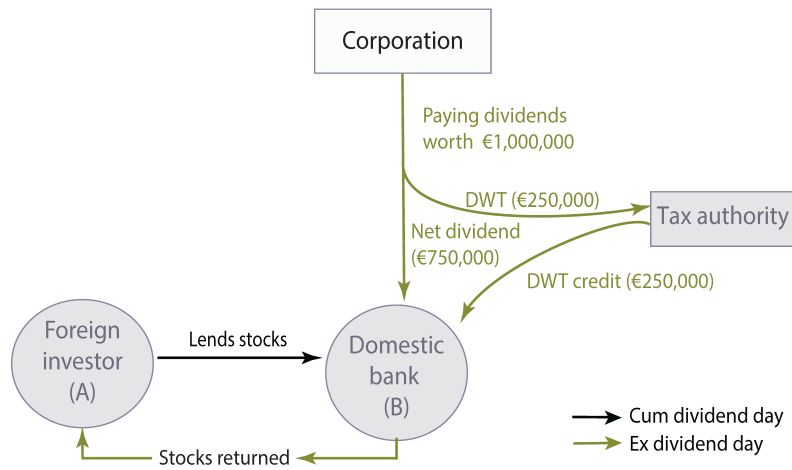 Corporation
Paying dividends
worth €1,000,000
DWT (€250,000)
Tax authority
Net dividend
(€750,000)
DWT credit (€250,000)
Foreign
investor
(A)
Lends stocks
Domestic
bank
(B)
Cum dividend day
Ex dividend day
Stocks returned